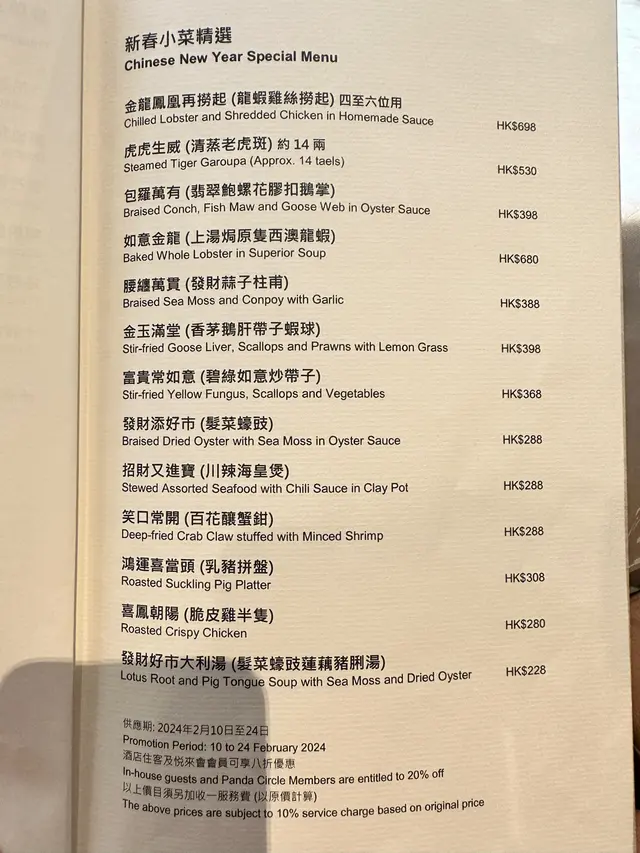 新春小菜精選
Chinese New Year Special Menu
金龍鳳凰再撈起 (龍蝦雞絲撈起) 四至六位用
Chilled Lobster and Shredded Chicken in Homemade Sauce
HK$698
虎虎生威 (清蒸老虎斑) 約 14 兩
Steamed Tiger Garoupa (Approx. 14 taels)
HK$530
包羅萬有 (翡翠鮑螺花膠扣鵝掌)
Braised Conch, Fish Maw and Goose Web in Oyster Sauce
HK$398
如意金龍 (上湯焗原隻西澳龍蝦)
Baked Whole Lobster in Superior Soup
HK$680
腰纏萬貫 (發財蒜子柱甫)
Braised Sea Moss and Conpoy with Garlic
HK$388
金玉滿堂 (香茅鵝肝帶子蝦球)
Stir-fried Goose Liver, Scallops and Prawns with Lemon Grass
HK$398
富貴常如意 (碧綠如意炒帶子)
Stir-fried Yellow Fungus, Scallops and Vegetables
HK$368
發財添好市 (髮菜蠔豉)
Braised Dried Oyster with Sea Moss in Oyster Sauce
HK$288
招財又進寶 (川辣海皇煲)
Stewed Assorted Seafood with Chili Sauce in Clay Pot
HK$288
笑口常開 (百花釀蟹鉗)
Deep-fried Crab Claw stuffed with Minced Shrimp
HK$288
鴻運喜當頭 (乳豬拼盤)
Roasted Suckling Pig Platter
HK$308
喜鳳朝陽 (脆皮雞半隻)
Roasted Crispy Chicken
HK$280
發財好市大利湯 (髮菜蠔豉蓮藕豬脷湯)
Lotus Root and Pig Tongue Soup with Sea Moss and Dried Oyster
HK$228
供應期: 2024年2月10日至24日
Promotion Period: 10 to 24 February 2024
酒店住客及悅來會會員可享八折優惠
In-house guests and Panda Circle Members are entitled to 20% off
以上價目須另加收一服務費 (以原價計算)
The above prices are subject to 10% service charge based on original price